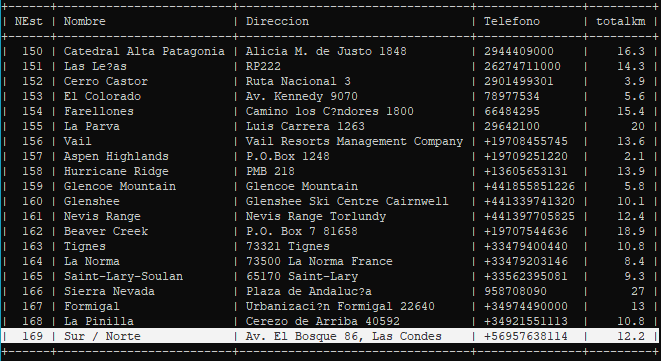 NEst | Nombre | Direccion | Telefono | totalkm
150 | Catedral Alta Patagonia | Alicia M. de Justo 1848 | 2944409000 | 16.3
151 | Las Le?as | RP222 | 26274711000 | 14.3
152 | Cerro Castor | Ruta Nacional 3 | 2901499301 | 3.9
153 | El Colorado | Av. Kennedy 9070 | 78977534 | 5.6
154 | Farellones | Camino los C?ndores 1800 | 66484295 | 15.4
155 | La Parva | Luis Carrera 1263 | 29642100 | 20
156 | Vail | Vail Resorts Management Company | +19708455745 | 13.6
157 | Aspen Highlands | P.O.Box 1248 | +19709251220 | 2.1
158 | Hurricane Ridge | PMB 218 | +13605653131 | 13.9
159 | Glencoe Mountain | Glencoe Mountain | +441855851226 | 5.8
160 | Glenshee | Glenshee Ski Centre Cairnwell | +441339741320 | 10.1
161 | Nevis Range | Nevis Range Torlundy | +441397705825 | 12.4
162 | Beaver Creek | P.O. Box 7 81658 | +19707544636 | 18.9
163 | Tignes | 73321 Tignes | +33479400440 | 10.8
164 | La Norma | 73500 La Norma France | +33479203146 | 8.4
165 | Saint-Lary-Soulan | 65170 Saint-Lary | +33562395081 | 9.3
166 | Sierra Nevada | Plaza de Andaluc?a | 958708090 | 27
167 | Formigal | Urbanizaci?n Formigal 22640 | +34974490000 | 13
168 | La Pinilla | Cerezo de Arriba 40592 | +34921551113 | 10.8
169 | Sur / Norte | Av. El Bosque 86, Las Condes | +56957638114 | 12.2